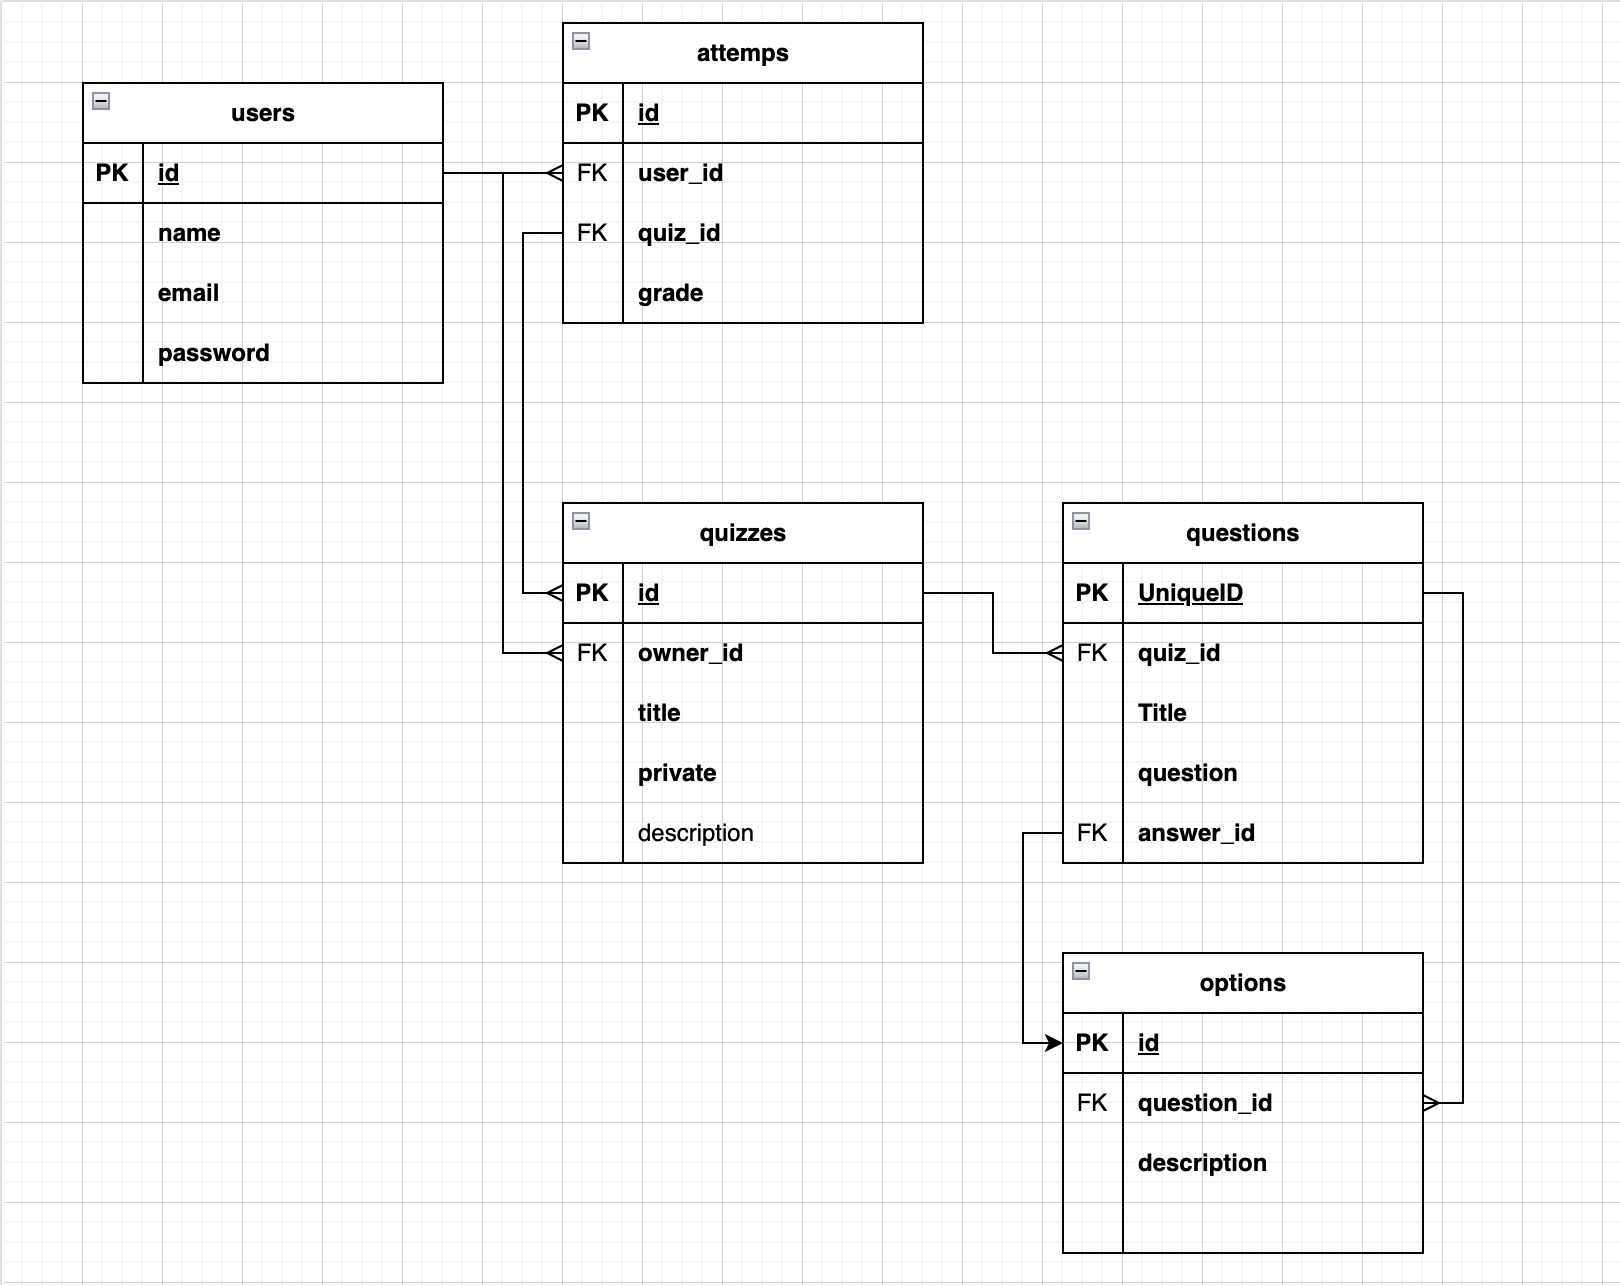 attemps
PK id
FK user_id
FK quiz_id
grade
users
PK id
name
email
password
quizzes
PK id
FK owner_id
title
private
description
questions
PK UniqueID
FK quiz_id
Title
question
FK answer_id
options
PK id
FK question_id
description